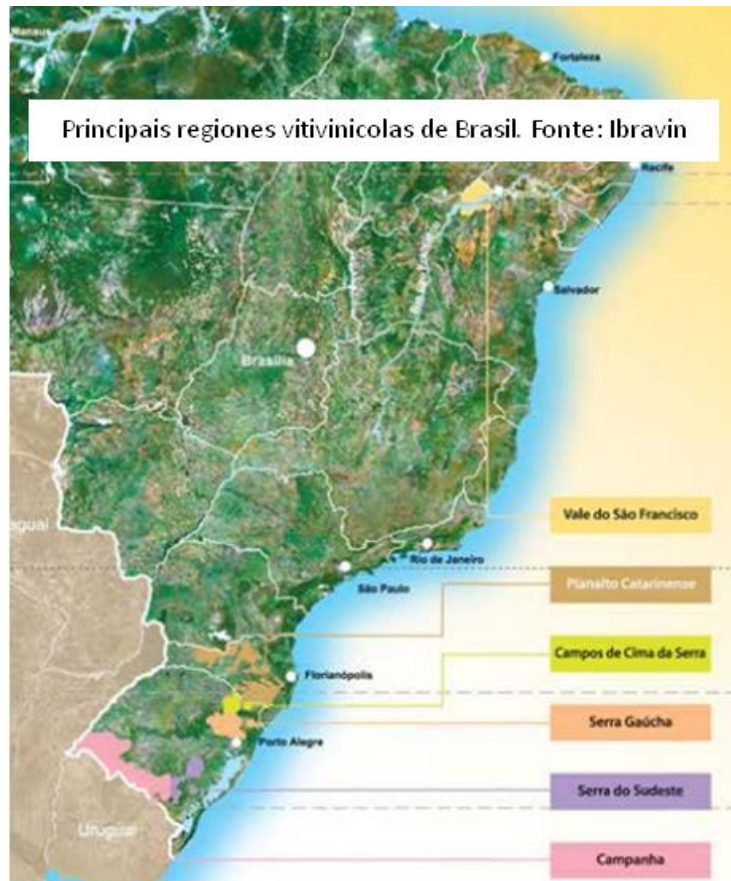 Manaus
Fortaleza
Principais regiones vitivinicolas de Brasil. Fonte: Ibravin
Recife
Salvador
Brasília
Vale do São Francisco
aguai
Rio de Janeiro
São Paulo
Planalto Catarinense
Florianópolis
Campos de Cima da Serra
Serra Gaúcha
Porto Alegre
Serra do Sudeste
Uruguai
Campanha